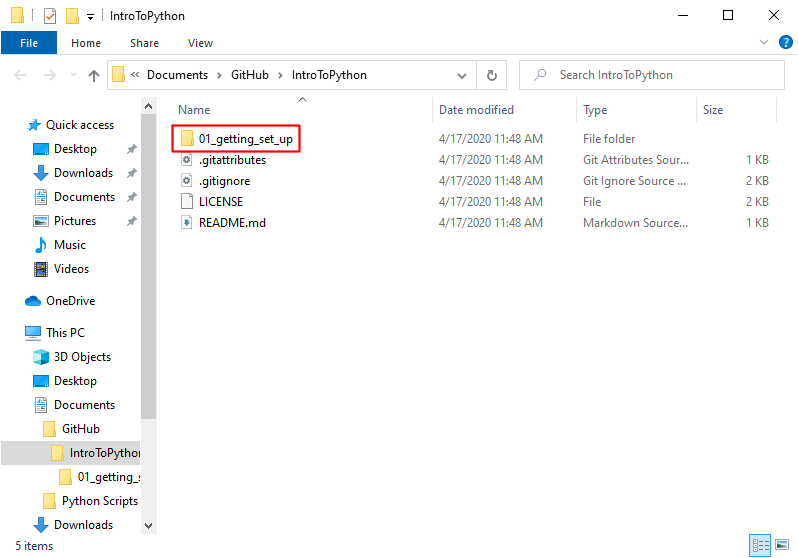 IntroToPython
File Home Share View
« Documents > GitHub > IntroToPython Search IntroToPython
Name Date modified Type Size
01_getting_set_up 4/17/2020 11:48 AM File folder
.gitattributes 4/17/2020 11:48 AM Git Attributes Sour... 1 KB
.gitignore 4/17/2020 11:48 AM Git Ignore Source ... 2 KB
LICENSE 4/17/2020 11:48 AM File 2 KB
README.md 4/17/2020 11:48 AM Markdown Source... 1 KB
Quick access
Desktop
Downloads
Documents
Pictures
Music
Videos
OneDrive
This PC
3D Objects
Desktop
Documents
GitHub
IntroToPython
01_getting_s
Python Scripts
Downloads
5 items